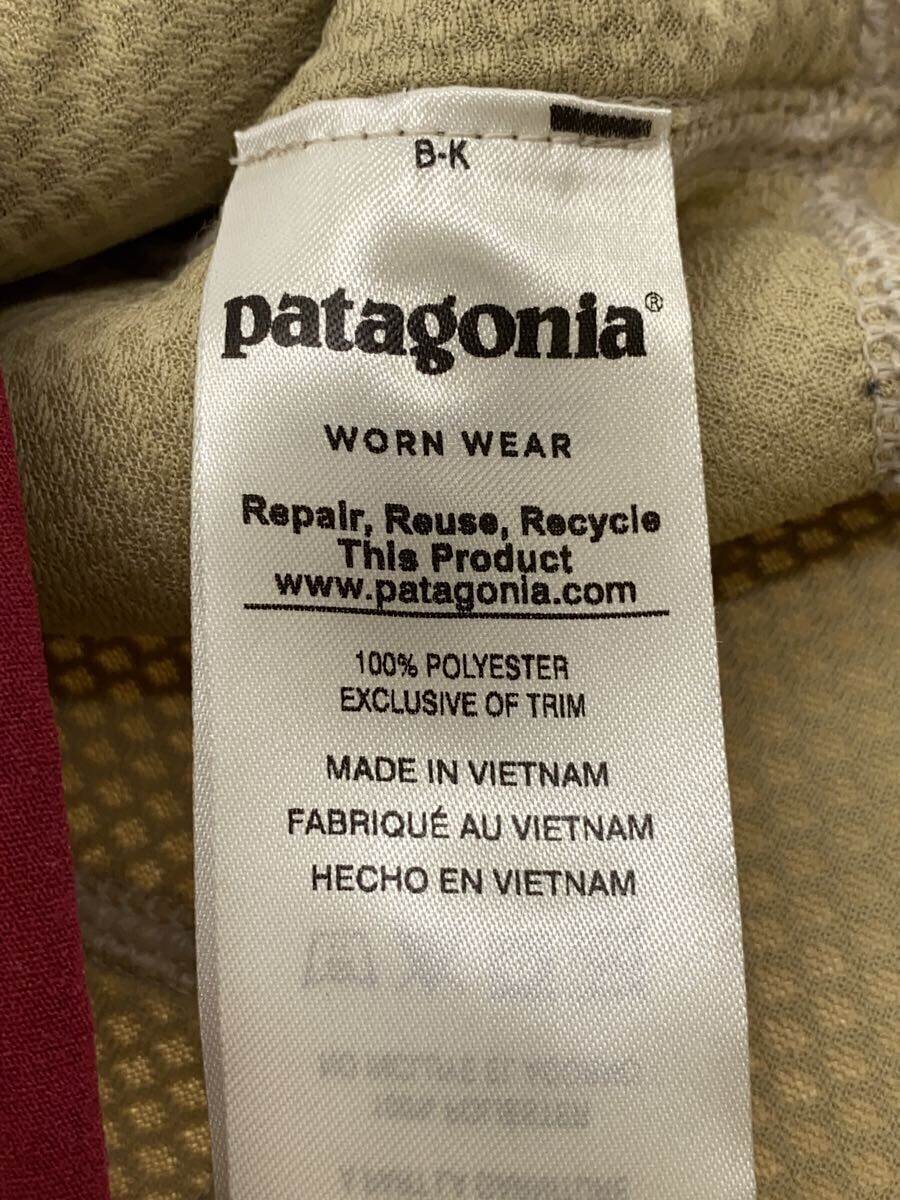 B-K
patagonia®
WORN WEAR
Repair, Reuse, Recycle
This Product
www.patagonia.com
100% POLYESTER
EXCLUSIVE OF TRIM
MADE IN VIETNAM
FABRIQUÉ AU VIETNAM
HECHO EN VIETNAM